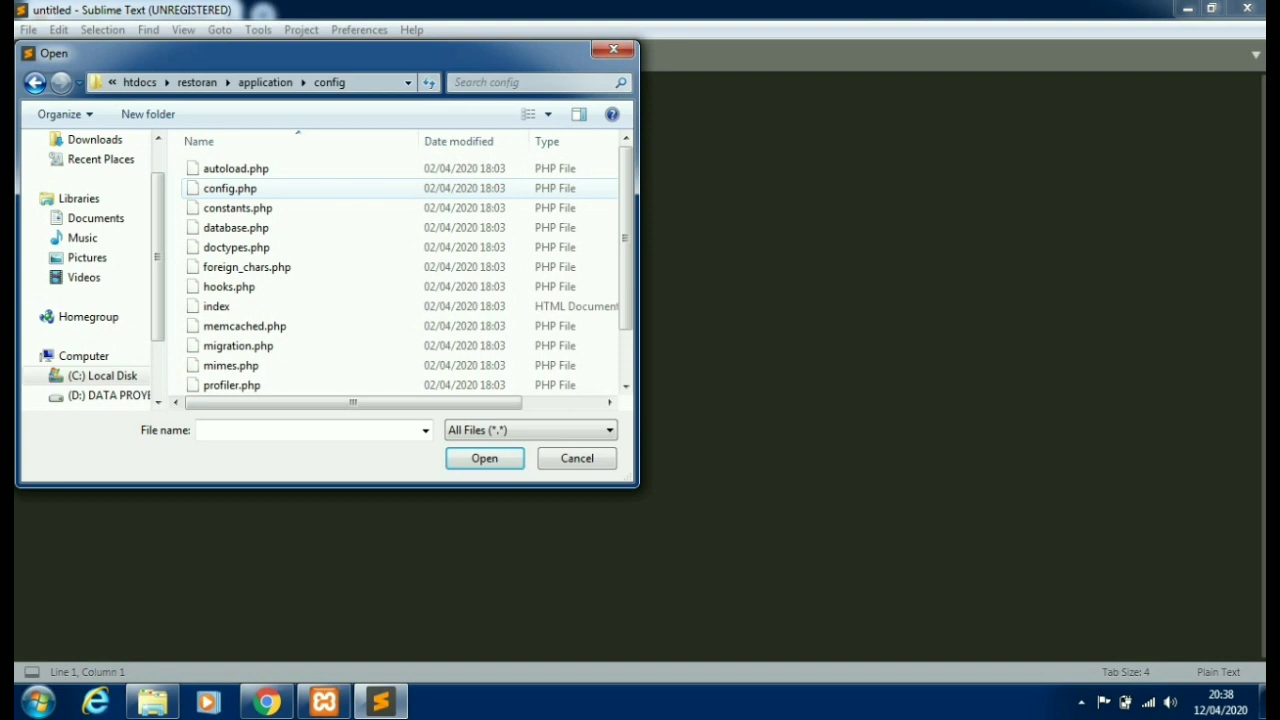 untitled - Sublime Text (UNREGISTERED)
File Edit Selection Find View Goto Tools Project Preferences Help
Open
« htdocs restoran application config Search config
Organize New folder
Downloads
Recent Places
Libraries
Documents
Music
Pictures
Videos
Homegroup
Computer
(C:) Local Disk
(D:) DATA PROYE
Name Date modified Type
autoload.php 02/04/2020 18:03 PHP File
config.php 02/04/2020 18:03 PHP File
constants.php 02/04/2020 18:03 PHP File
database.php 02/04/2020 18:03 PHP File
doctypes.php 02/04/2020 18:03 PHP File
foreign_chars.php 02/04/2020 18:03 PHP File
hooks.php 02/04/2020 18:03 PHP File
index 02/04/2020 18:03 HTML Document
memcached.php 02/04/2020 18:03 PHP File
migration.php 02/04/2020 18:03 PHP File
mimes.php 02/04/2020 18:03 PHP File
profiler.php 02/04/2020 18:03 PHP File
File name: All Files (*.*)
Open Cancel
Line 1, Column 1 Tab Size: 4 Plain Text
20:38
12/04/2020